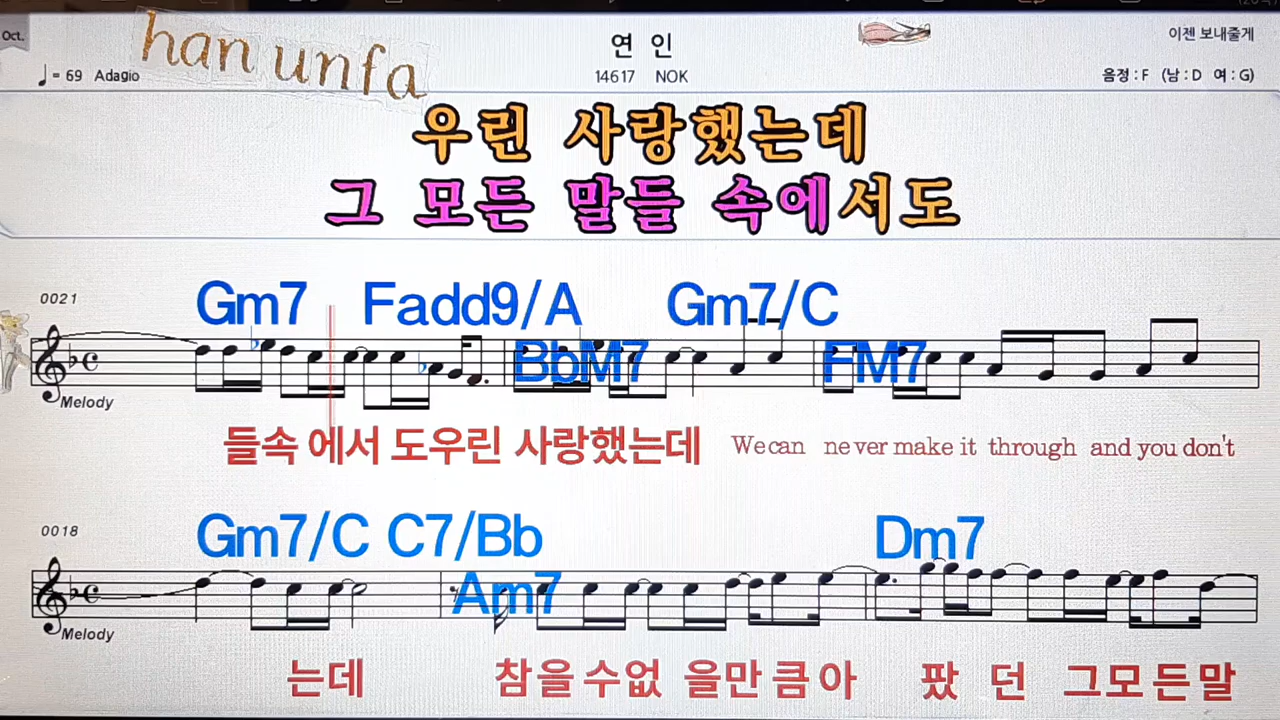 Oct.
han unfa
연 인
이젠 보내줄게
♩= 69 Adagio
14617 NOK
음정 : F (남 : D 여 : G)
우린 사랑했는데
그 모든 말들 속에서도
0021
Gm7 Fadd9/A Gm7/C
BbM7 FM7
Melody
들속 에서 도우린 사랑했는데 We can never make it through and you don't
0018
Gm7/C C7/Bb Dm7
Am7
Melody
는데 참을수없 을만큼아 팠 던 그모든말